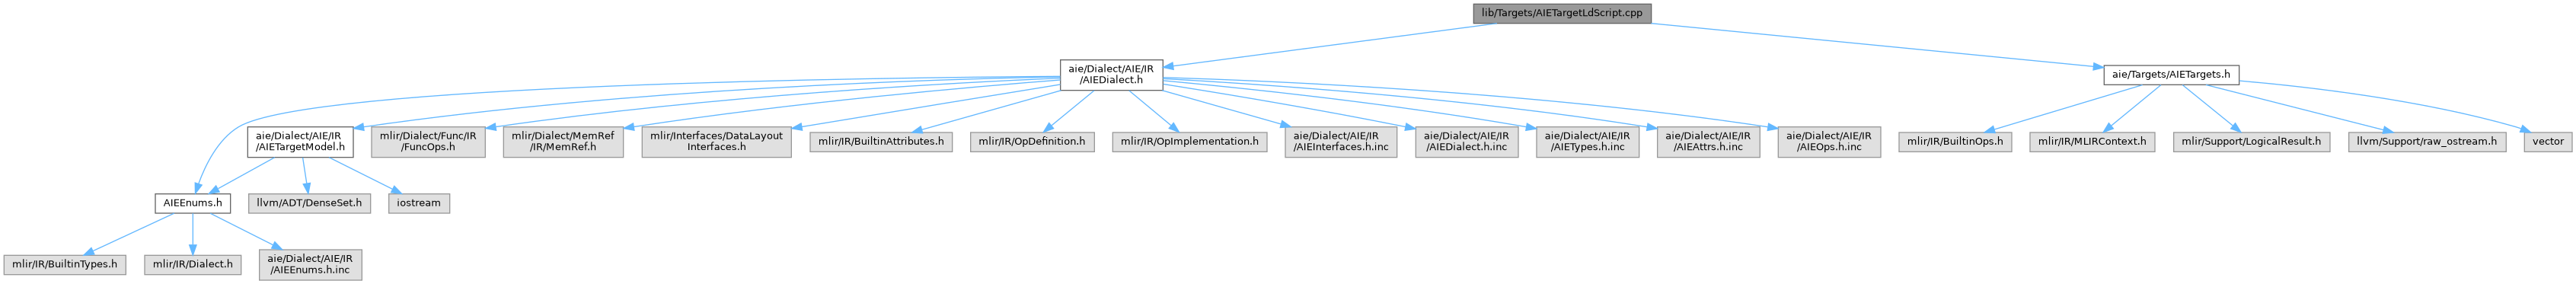 lib/Targets/AIETargetLdScript.cpp
aie/Dialect/AIE/IR
/AIEDialect.h
aie/Targets/AIETargets.h
aie/Dialect/AIE/IR
/AIETargetModel.h
mlir/Dialect/Func/IR
/FuncOps.h
mlir/Dialect/MemRef
/IR/MemRef.h
mlir/Interfaces/DataLayout
Interfaces.h
mlir/IR/BuiltinAttributes.h
mlir/IR/OpDefinition.h
mlir/IR/OpImplementation.h
aie/Dialect/AIE/IR
/AIEInterfaces.h.inc
aie/Dialect/AIE/IR
/AIEDialect.h.inc
aie/Dialect/AIE/IR
/AIETypes.h.inc
aie/Dialect/AIE/IR
/AIEAttrs.h.inc
aie/Dialect/AIE/IR
/AIEOps.h.inc
mlir/IR/BuiltinOps.h
mlir/IR/MLIRContext.h
mlir/Support/LogicalResult.h
llvm/Support/raw_ostream.h
vector
AIEEnums.h
llvm/ADT/DenseSet.h
iostream
mlir/IR/BuiltinTypes.h
mlir/IR/Dialect.h
aie/Dialect/AIE/IR
/AIEEnums.h.inc